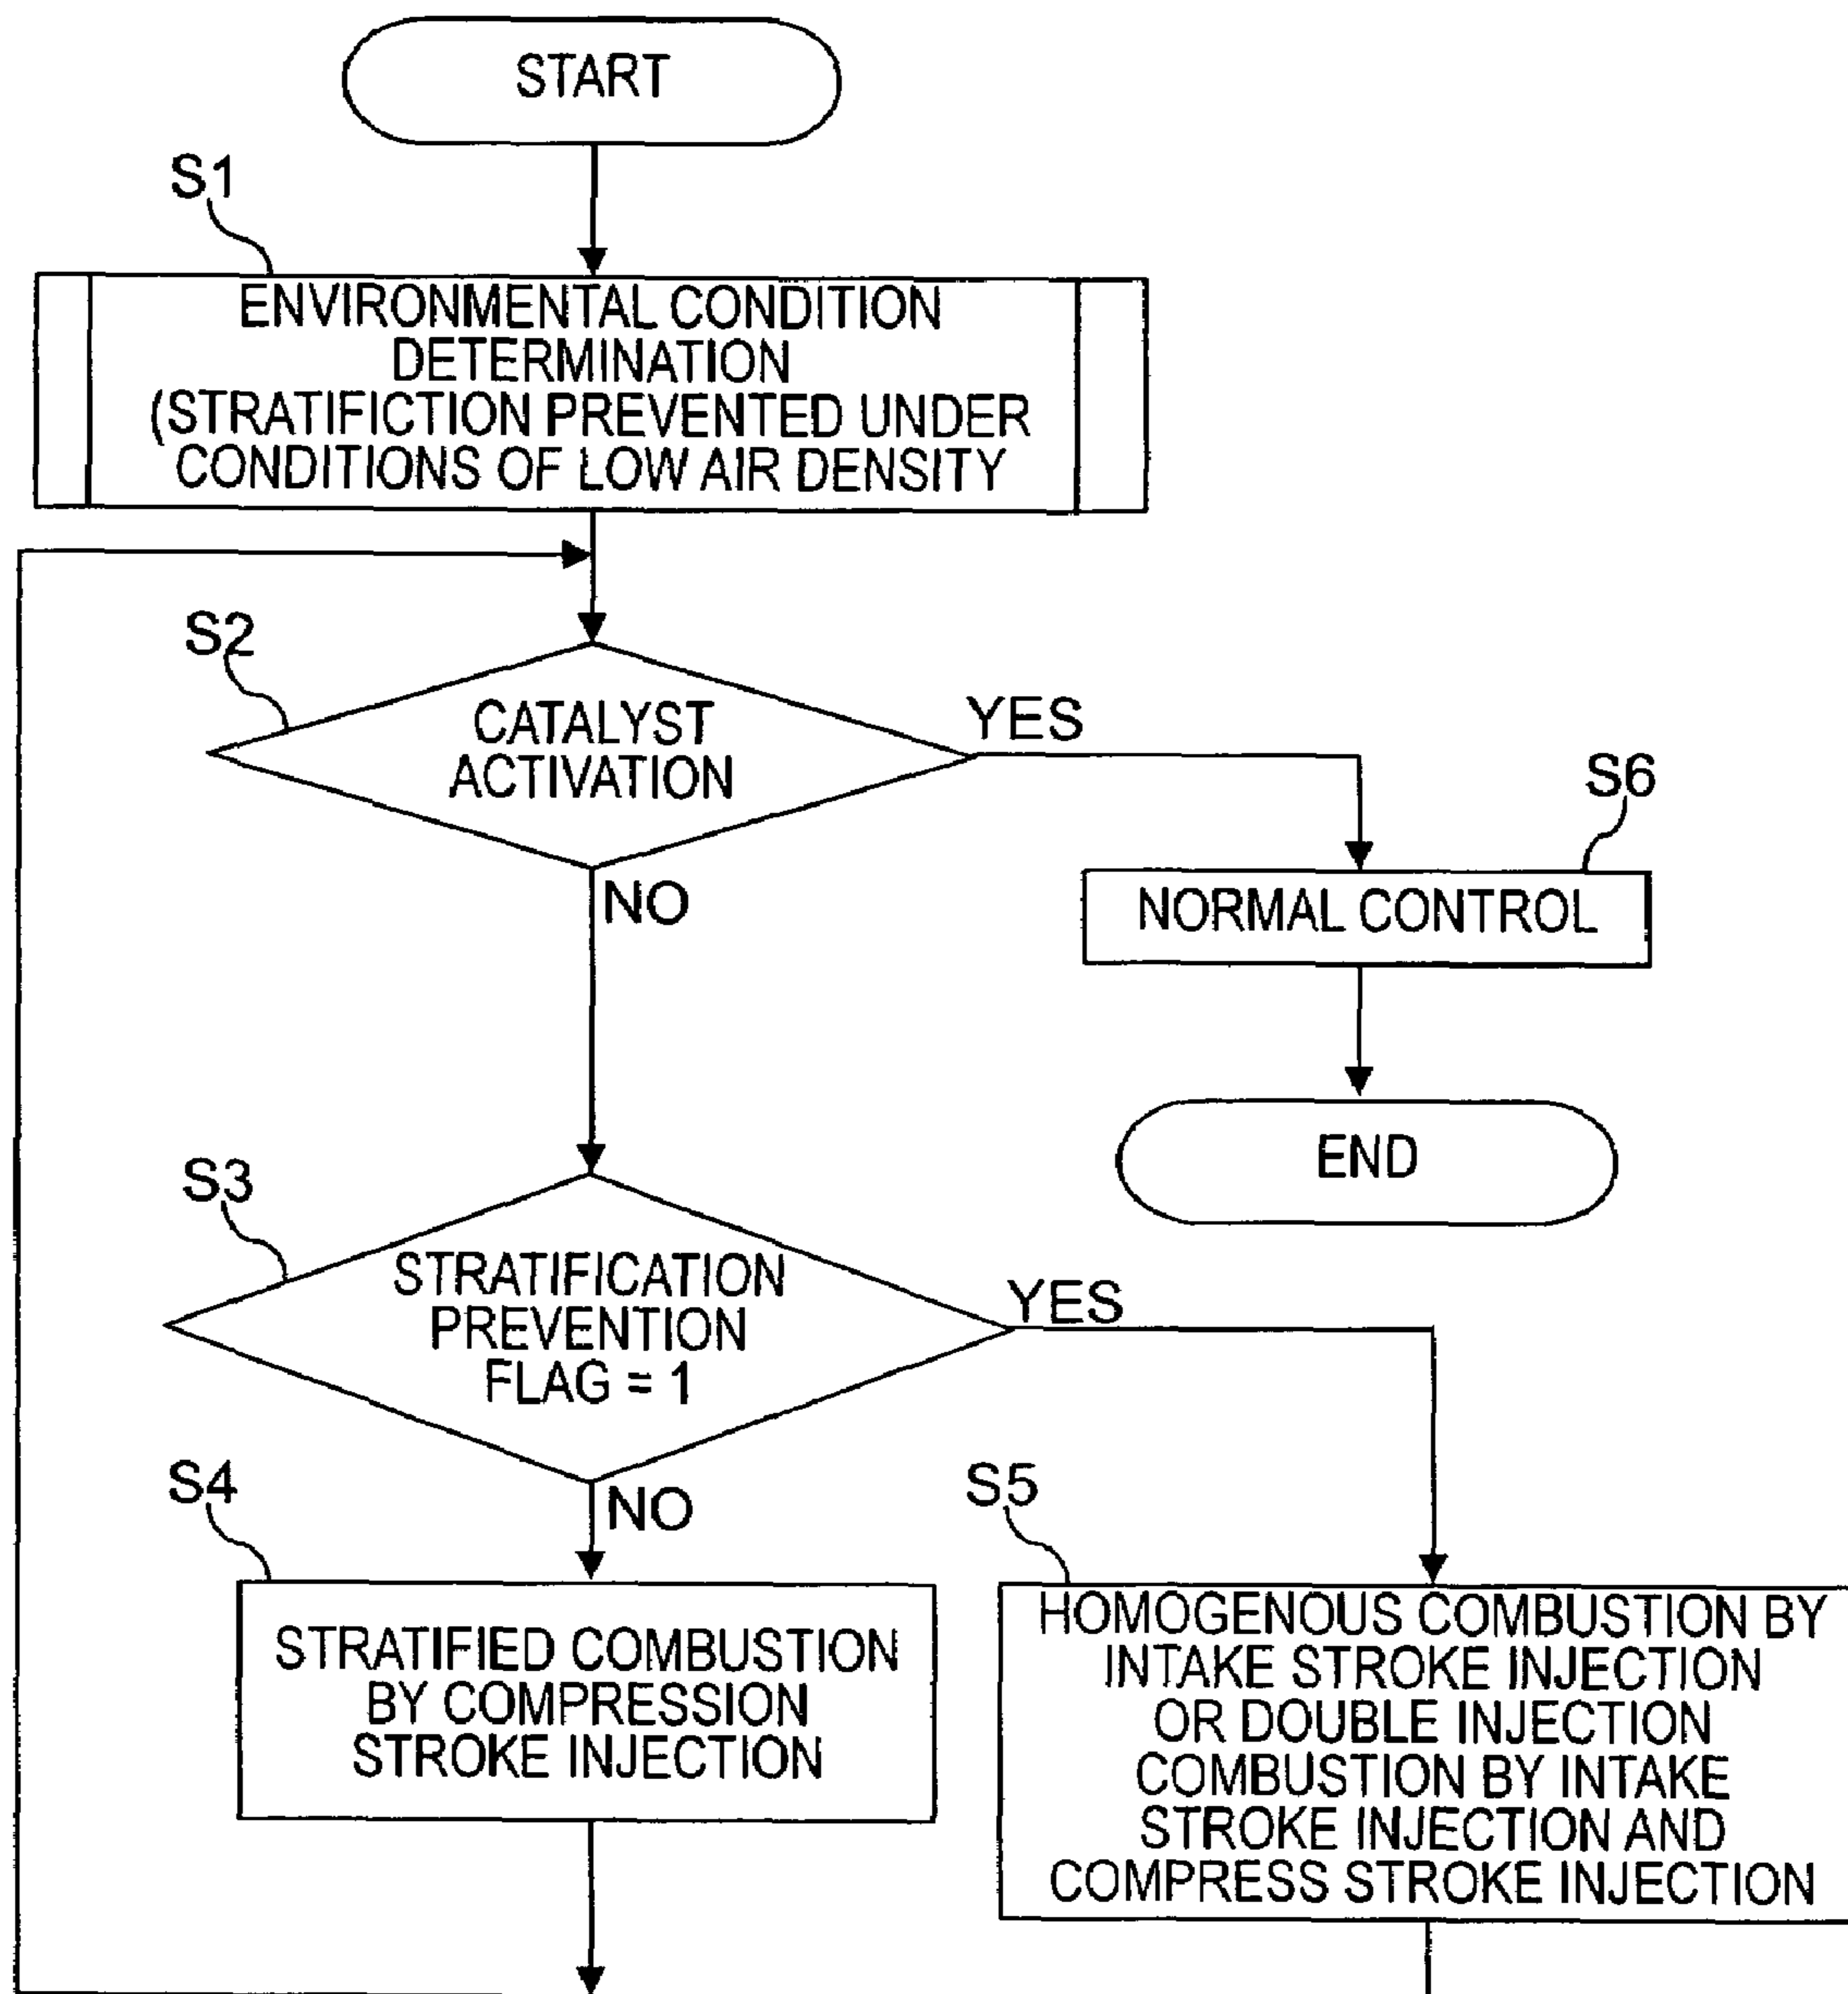 START
S1
ENVIRONMENTAL CONDITION
DETERMINATION
(STRATIFICTION PREVENTED UNDER
CONDITIONS OF LOW AIR DENSITY
S2
CATALYST
ACTIVATION
YES
S6
NORMAL CONTROL
NO
END
S3
STRATIFICATION
PREVENTION
FLAG = 1
YES
S4
NO
S5
STRATIFIED COMBUSTION
BY COMPRESSION
STROKE INJECTION
HOMOGENOUS COMBUSTION BY
INTAKE STROKE INJECTION
OR DOUBLE INJECTION
COMBUSTION BY INTAKE
STROKE INJECTION AND
COMPRESS STROKE INJECTION